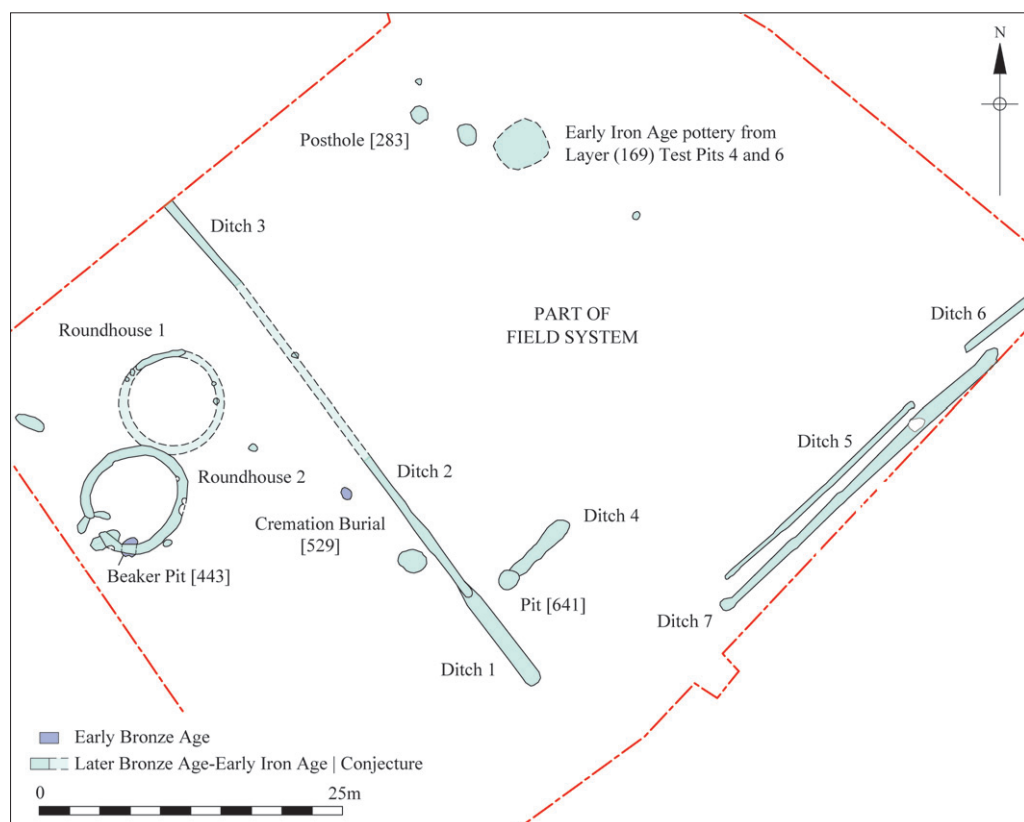 N
Posthole [283]
Early Iron Age pottery from
Layer (169) Test Pits 4 and 6
Ditch 3
PART OF
FIELD SYSTEM
Ditch 6
Roundhouse 1
Ditch 5
Ditch 2
Roundhouse 2
Cremation Burial
[529]
Ditch 4
Beaker Pit [443]
Pit [641]
Ditch 7
Ditch 1
Early Bronze Age
Later Bronze Age-Early Iron Age | Conjecture
0 25m